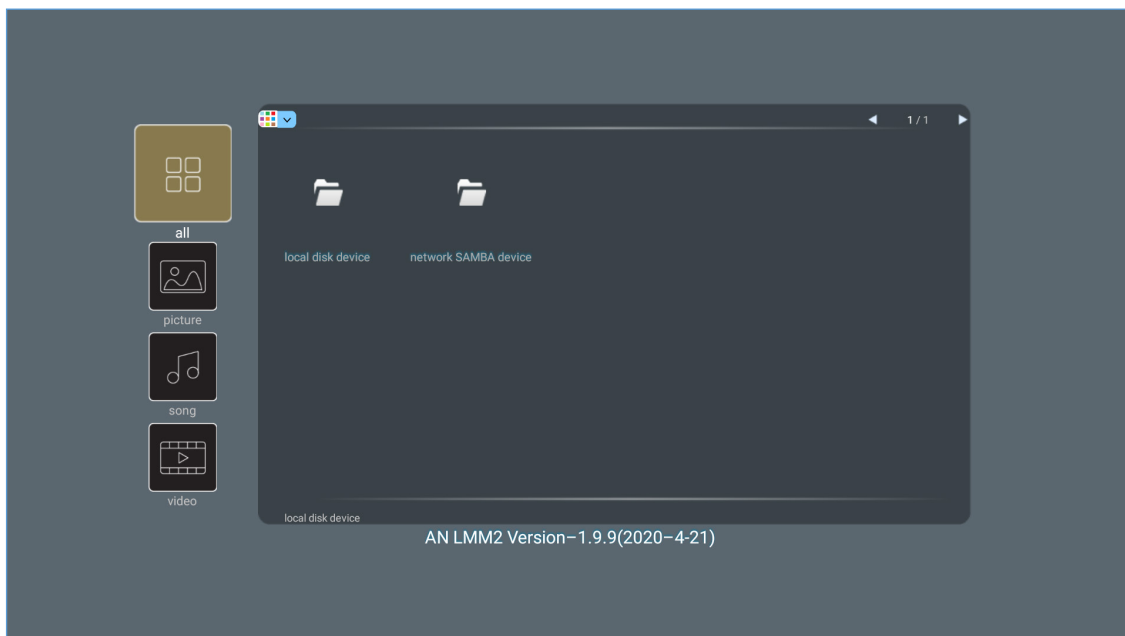 1 / 1
all
local disk device
network SAMBA device
picture
song
video
local disk device
AN LMM2 Version–1.9.9(2020–4-21)